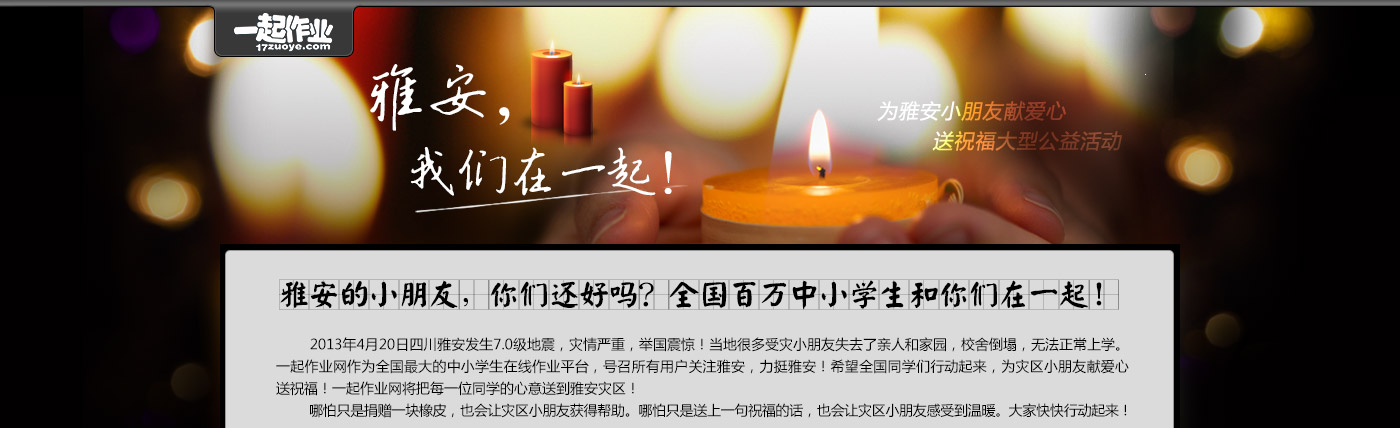 一起作业
17zuoye.com
雅安，
我们在一起！
为雅安小朋友献爱心
送祝福大型公益活动
雅安的小朋友，你们还好吗？全国百万中小学生和你们在一起！
2013年4月20日四川雅安发生7.0级地震，灾情严重，举国震惊！当地很多受灾小朋友失去了亲人和家园，校舍倒塌，无法正常上学。
一起作业网作为全国最大的中小学生在线作业平台，号召所有用户关注雅安，力挺雅安！希望全国同学们行动起来，为灾区小朋友献爱心
送祝福！一起作业网将把每一位同学的心意送到雅安灾区！
哪怕只是捐赠一块橡皮，也会让灾区小朋友获得帮助。哪怕只是送上一句祝福的话，也会让灾区小朋友感受到温暖。大家快快行动起来！